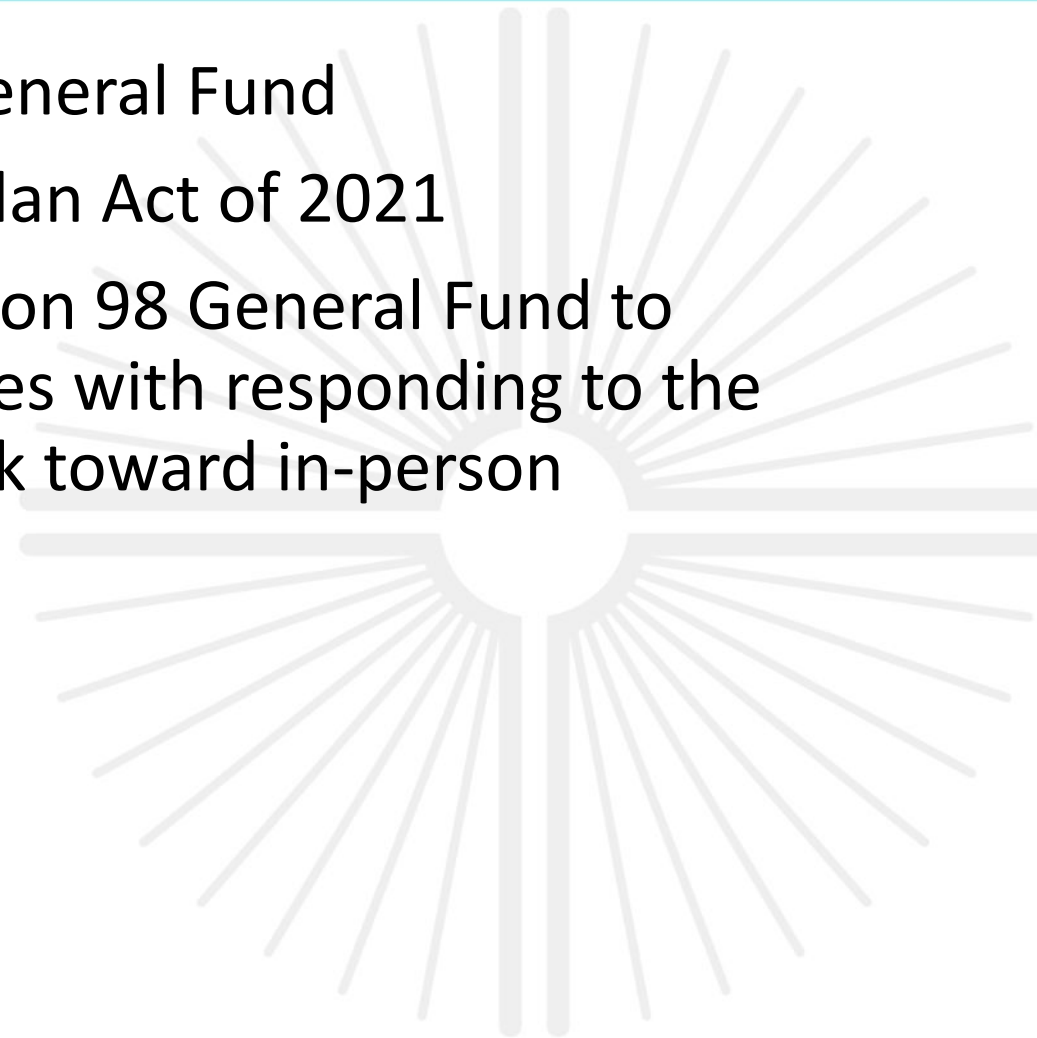 eneral Fund
lan Act of 2021
on 98 General Fund to
es with responding to the
k toward in-person